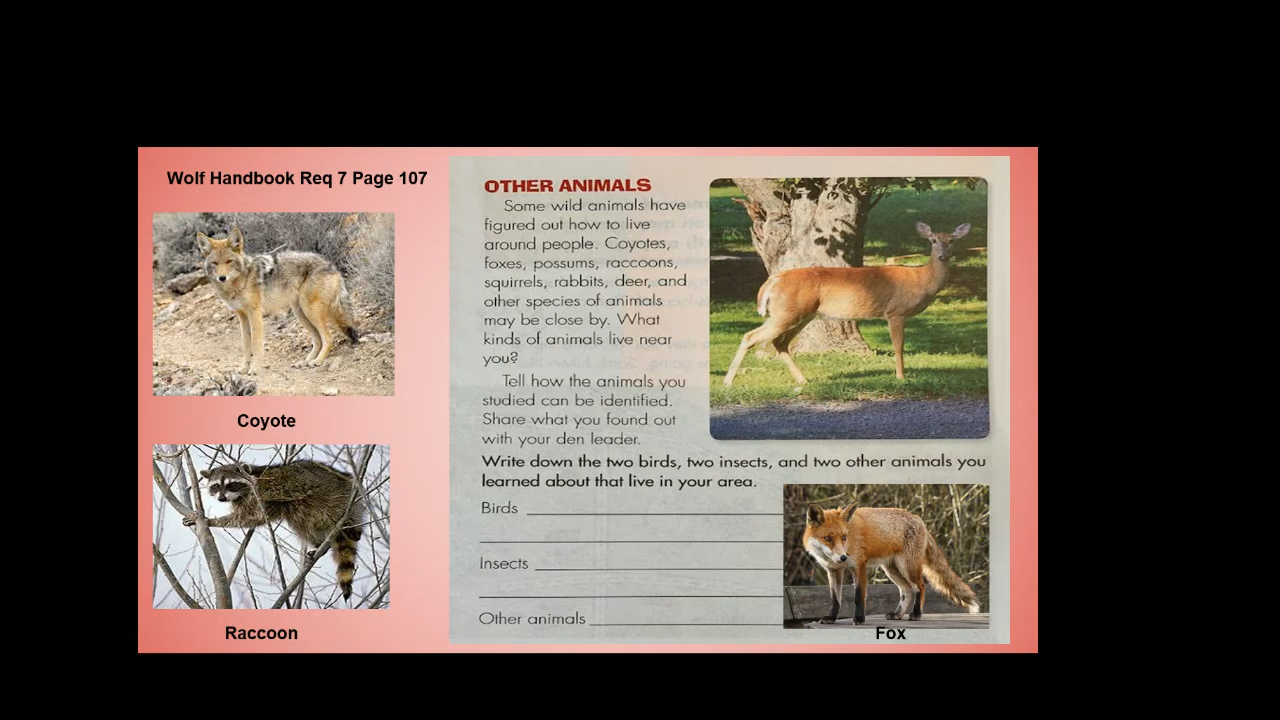 Wolf Handbook Req 7 Page 107
Coyote
Raccoon
OTHER ANIMALS
Some wild animals have
figured out how to live
around people. Coyotes,
foxes, possums, raccoons,
squirrels, rabbits, deer, and
other species of animals
may be close by. What
kinds of animals live near
you?
Tell how the animals you
studied can be identified.
Share what you found out
with your den leader.
Write down the two birds, two insects, and two other animals you
learned about that live in your area.
Birds
Insects
Other animals
Fox